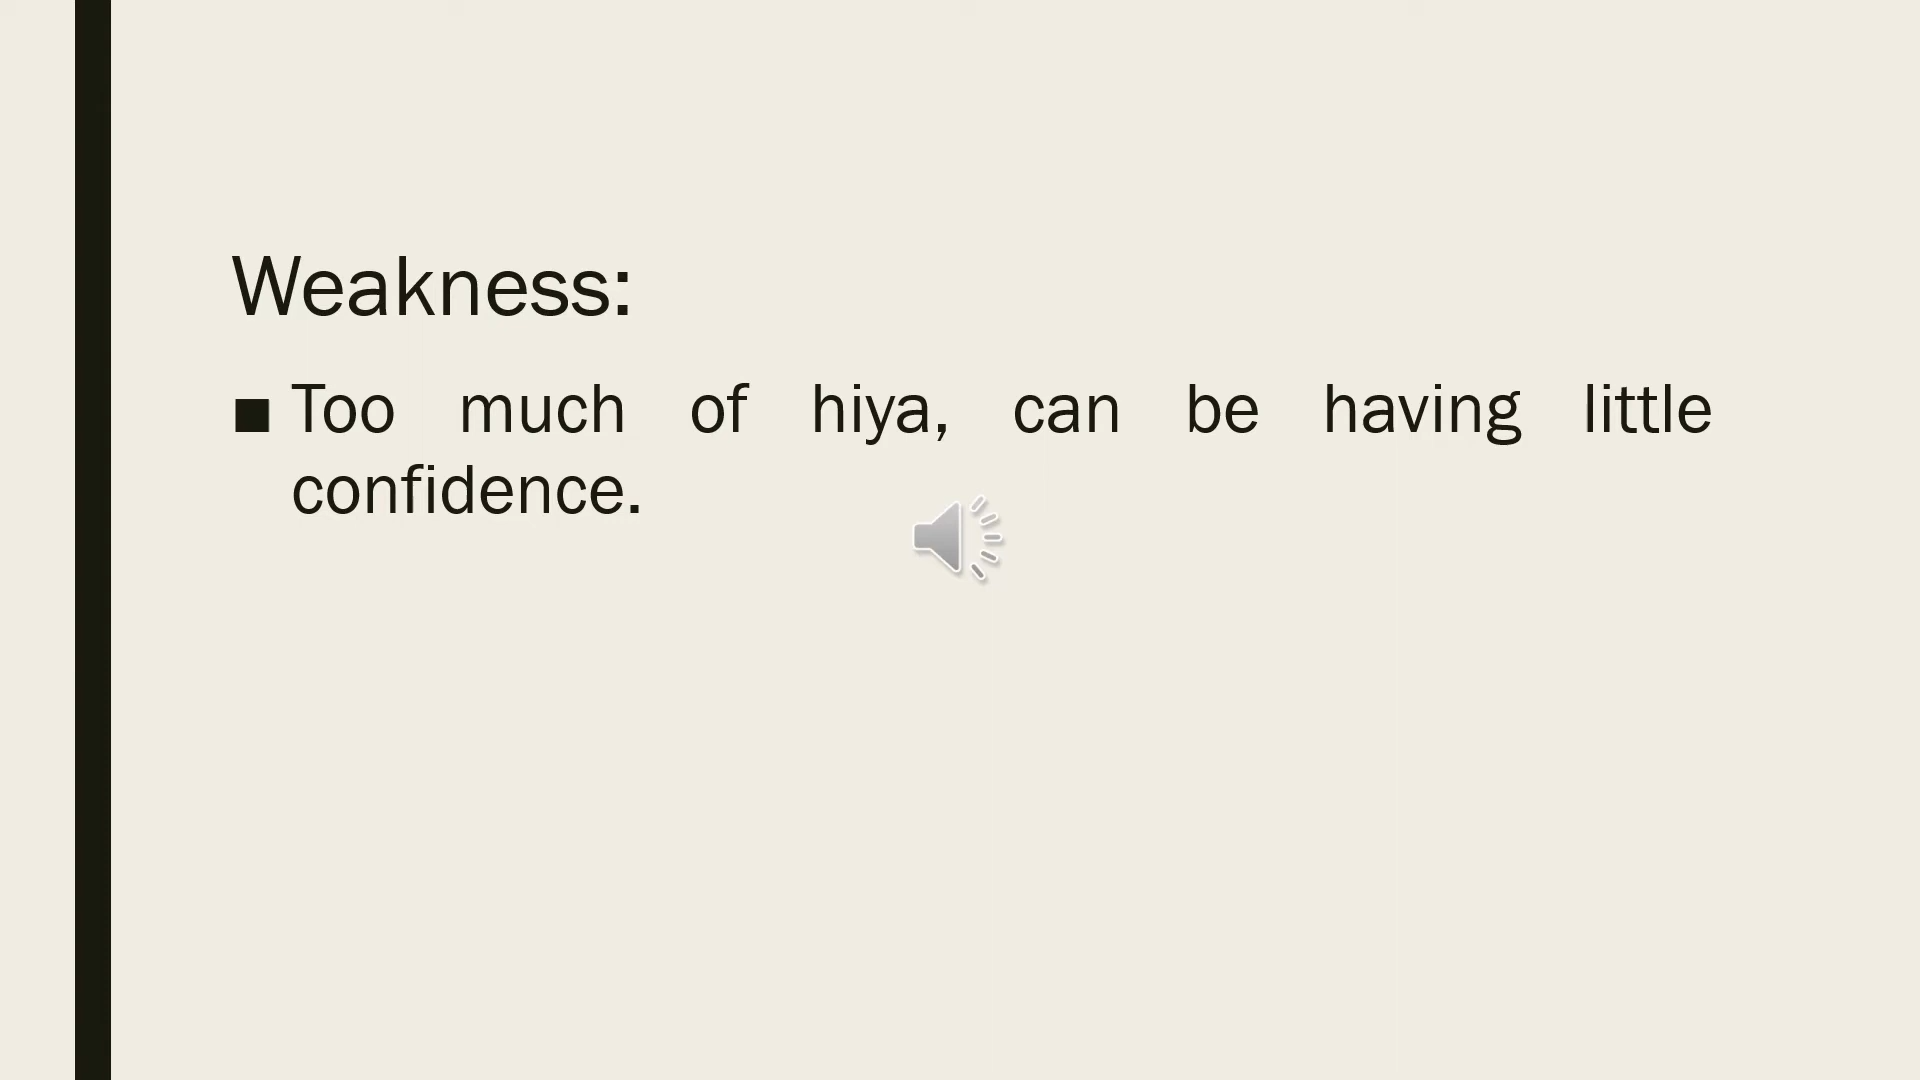 Weakness:
■ Too much of hiya, can be having little
confidence.